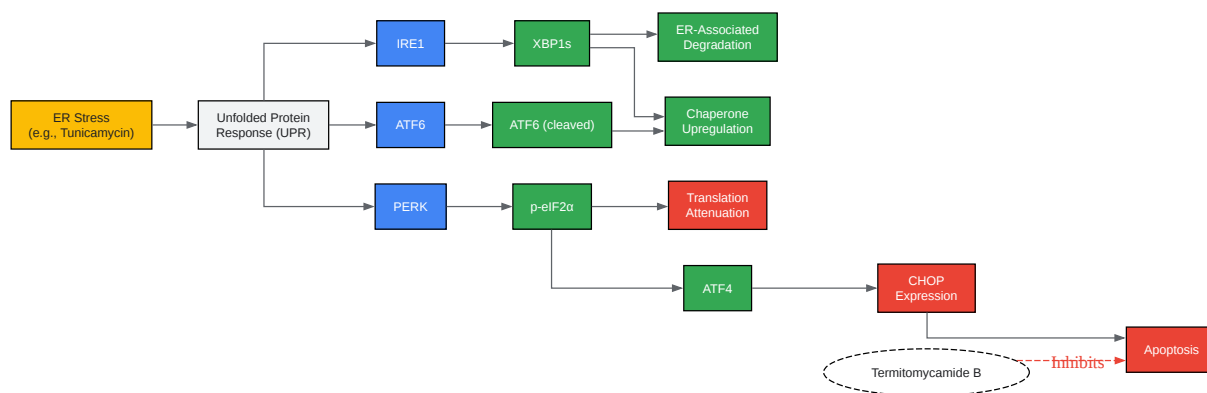 ER Stress
(e.g., Tunicamycin)
Unfolded Protein
Response (UPR)
IRE1
XBP1s
ER-Associated
Degradation
ATF6
ATF6 (cleaved)
Chaperone
Upregulation
PERK
p-eIF2α
Translation
Attenuation
ATF4
CHOP
Expression
Termitomycamide B
Inhibits
Apoptosis